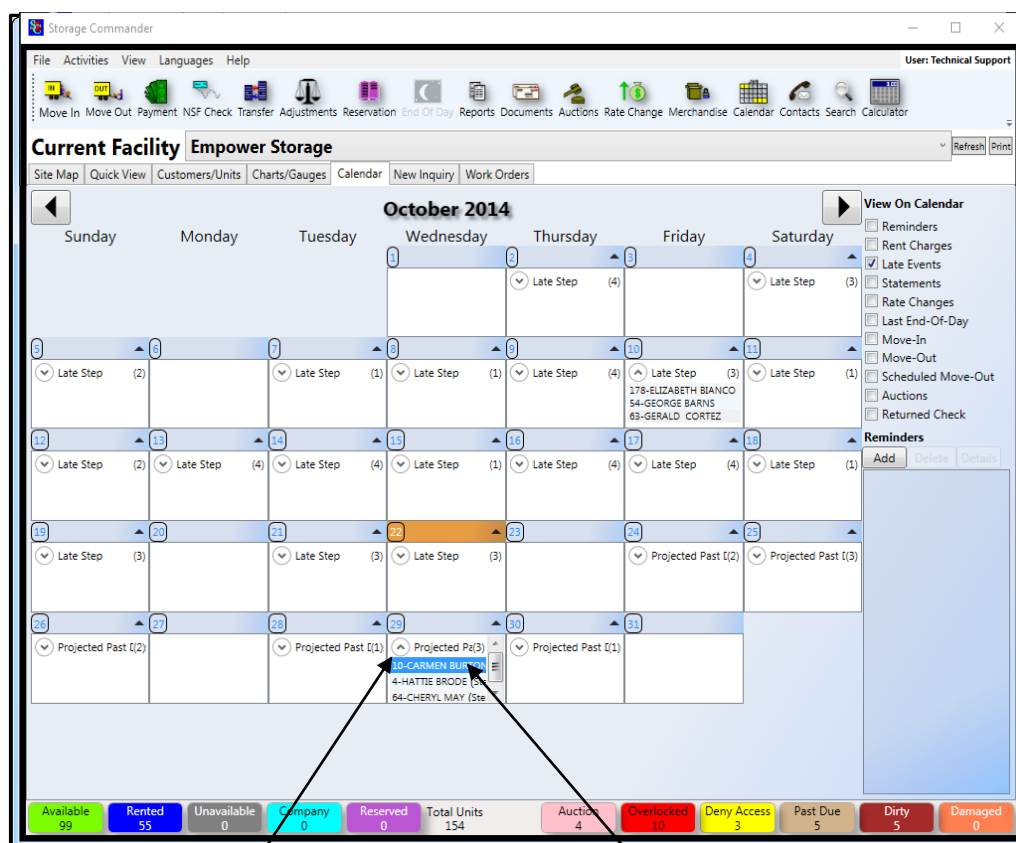 Storage Commander
File Activities View Languages Help
User: Technical Support
IN OUT
Move In Move Out Payment NSF Check Transfer Adjustments Reservation End Of Day Reports Documents Auctions Rate Change Merchandise Calendar Contacts Search Calculator
Current Facility Empower Storage
Refresh Print
Site Map Quick View Customers/Units Charts/Gauges Calendar New Inquiry Work Orders
October 2014
Sunday Monday Tuesday Wednesday Thursday Friday Saturday
1 2 3 4
Late Step (4) Late Step (3)
5 6 7 8 9 10 11
Late Step (2) Late Step (1) Late Step (1) Late Step (4) Late Step (3) Late Step (1)
178-ELIZABETH BIANCO
54-GEORGE BARNS
63-GERALD CORTEZ
12 13 14 15 16 17 18
Late Step (2) Late Step (4) Late Step (4) Late Step (1) Late Step (4) Late Step (4) Late Step (1)
19 20 21 22 23 24 25
Late Step (3) Late Step (3) Late Step (3) Projected Past D(2) Projected Past D(3)
26 27 28 29 30 31
Projected Past D(2) Projected Past D(1) Projected Pa(3) Projected Past D(1)
10-CARMEN BURTON
4-HATTIE BRODE (Ste
64-CHERYL MAY (Ste
View On Calendar
Reminders
Rent Charges
Late Events
Statements
Rate Changes
Last End-Of-Day
Move-In
Move-Out
Scheduled Move-Out
Auctions
Returned Check
Reminders
Add Delete Details
Available Rented Unavailable Company Reserved Total Units Auction Overlocked Deny Access Past Due Dirty Damaged
99 55 0 0 0 154 4 10 3 5 5 0